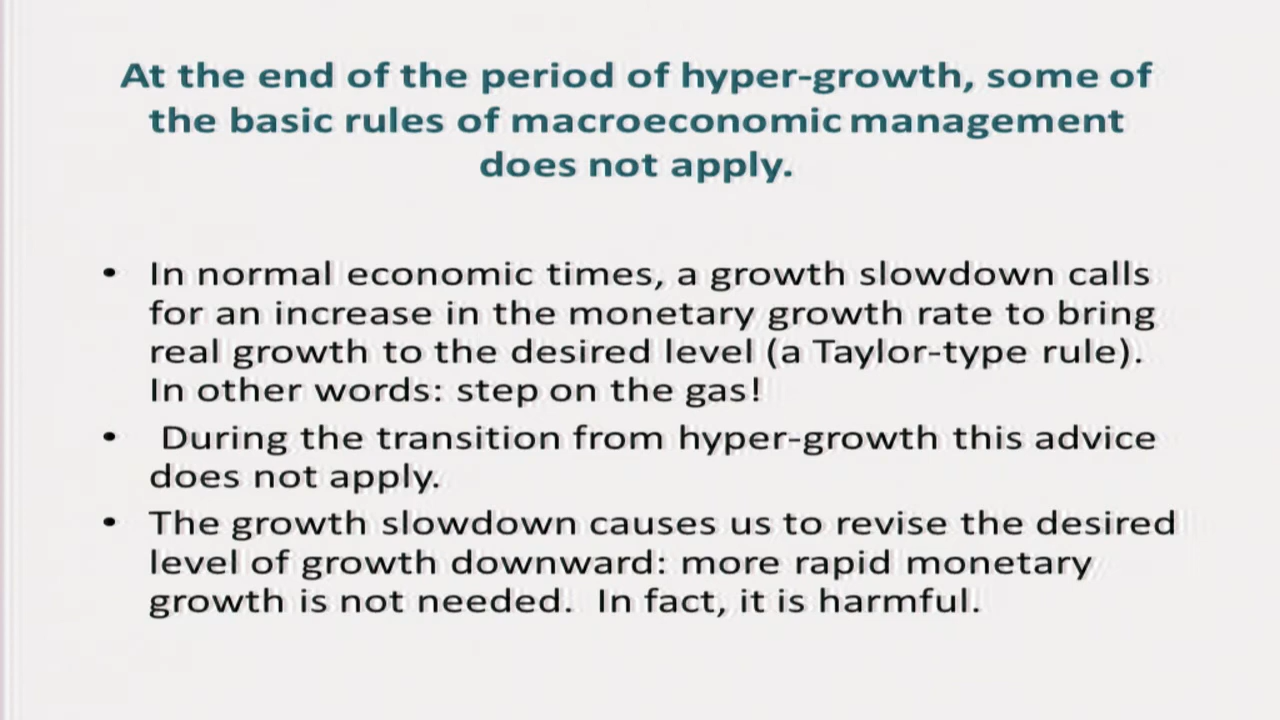 At the end of the period of hyper-growth, some of
the basic rules of macroeconomic management
does not apply.
• In normal economic times, a growth slowdown calls
for an increase in the monetary growth rate to bring
real growth to the desired level (a Taylor-type rule).
In other words: step on the gas!
• During the transition from hyper-growth this advice
does not apply.
• The growth slowdown causes us to revise the desired
level of growth downward: more rapid monetary
growth is not needed. In fact, it is harmful.